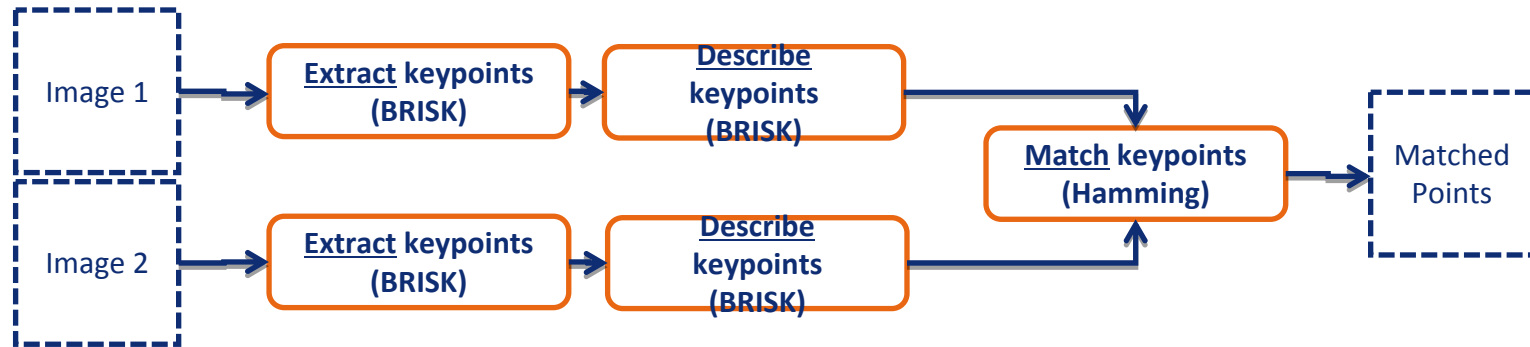 Image 1
Extract keypoints
(BRISK)
Describe
keypoints
(BRISK)
Match keypoints
(Hamming)
Matched
Points
Image 2
Extract keypoints
(BRISK)
Describe
keypoints
(BRISK)